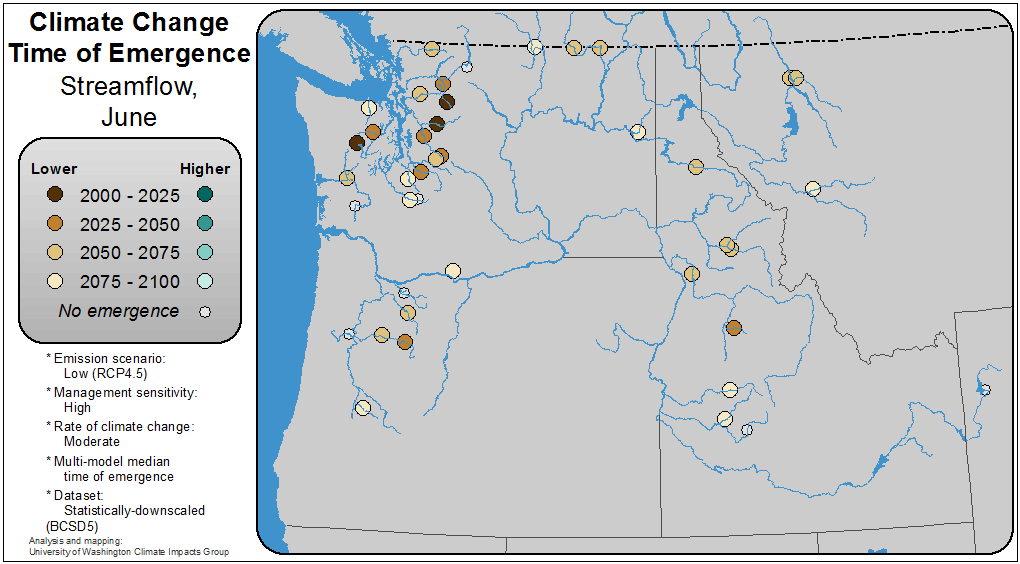 Climate Change
Time of Emergence
Streamflow,
June
Lower Higher
2000 - 2025
2025 - 2050
2050 - 2075
2075 - 2100
No emergence
* Emission scenario:
Low (RCP4.5)
* Management sensitivity:
High
* Rate of climate change:
Moderate
* Multi-model median
time of emergence
* Dataset:
Statistically-downscaled
(BCSD5)
Analysis and mapping:
University of Washington Climate Impacts Group